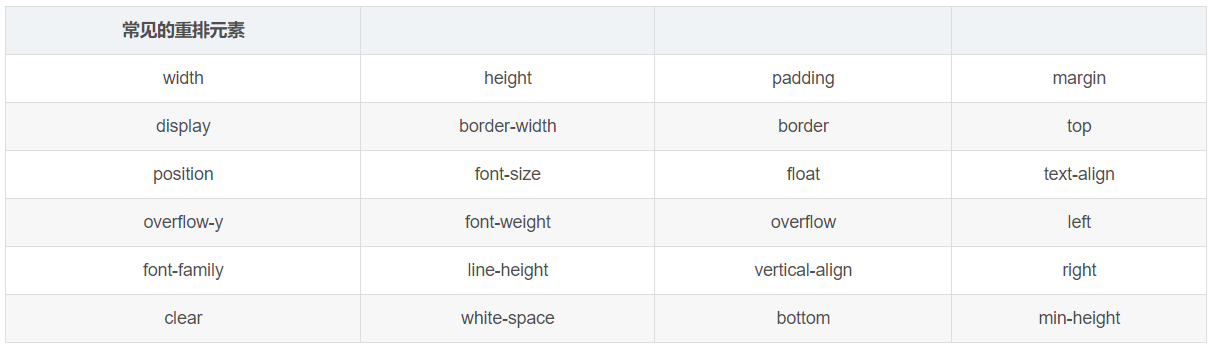 常见的重排元素
width height padding margin
display border-width border top
position font-size float text-align
overflow-y font-weight overflow left
font-family line-height vertical-align right
clear white-space bottom min-height